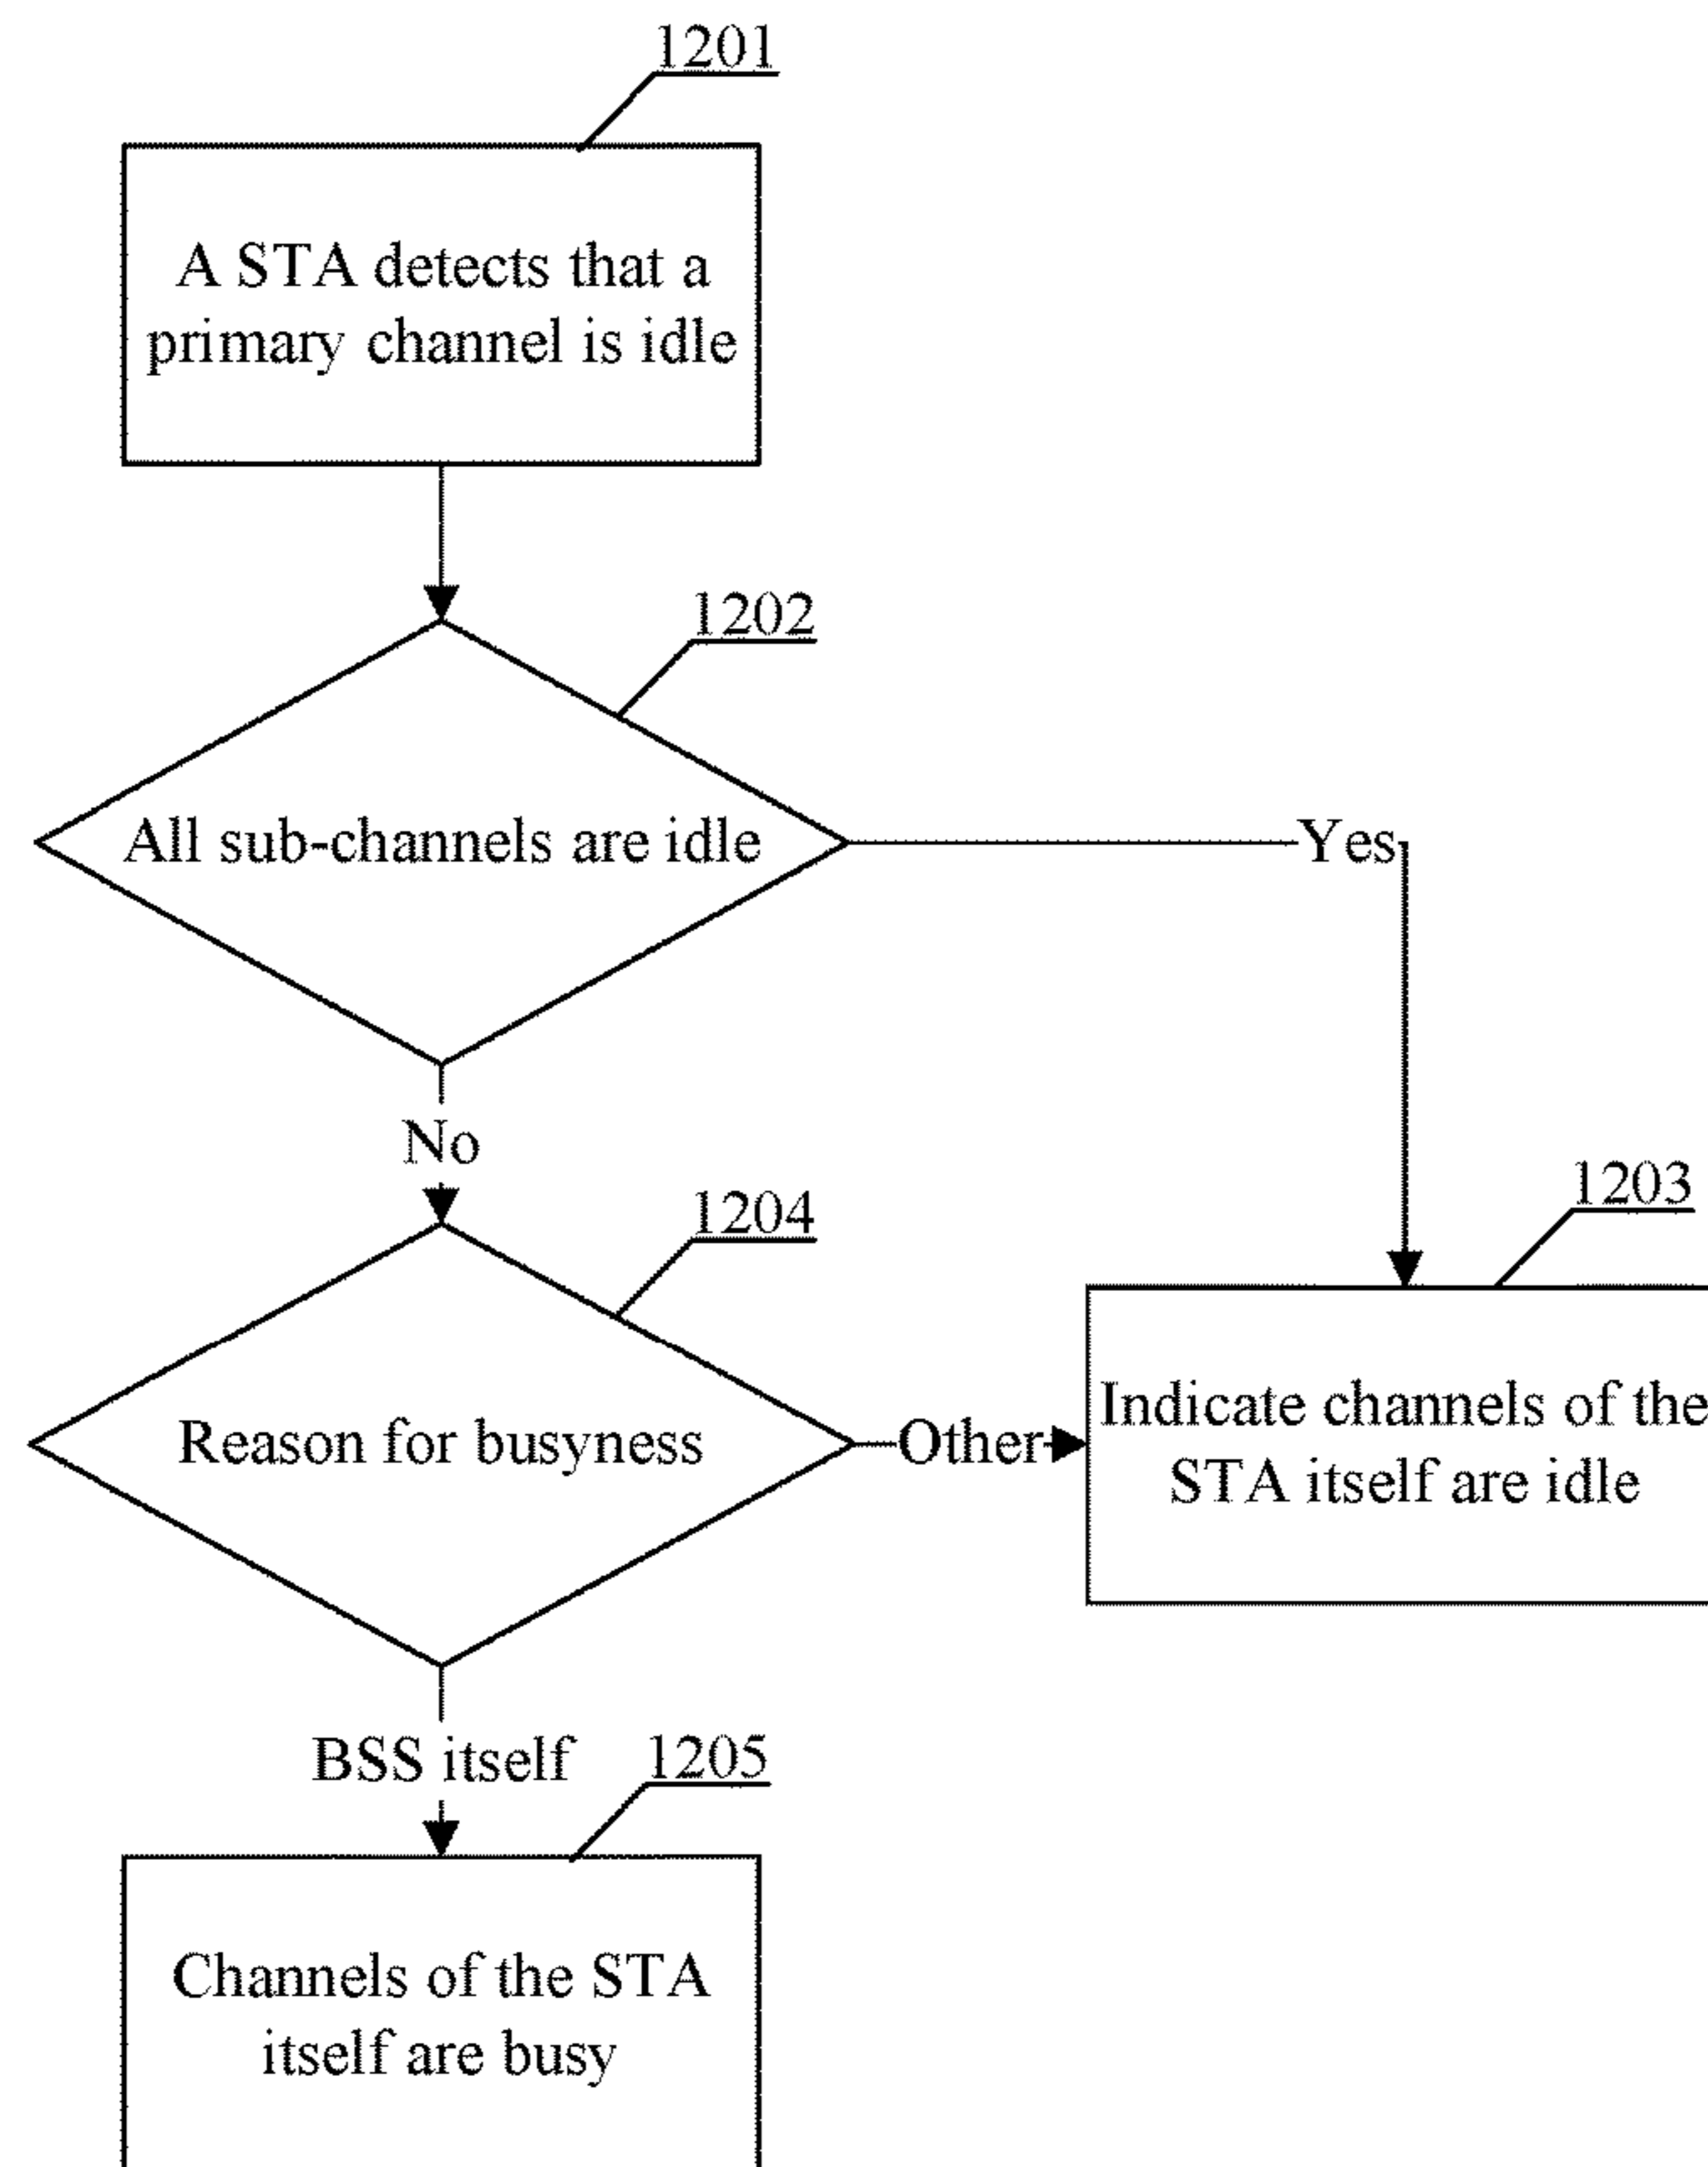 1201
A STA detects that a
primary channel is idle
1202
All sub-channels are idle
Yes
No
1204
1203
Reason for busyness
Other
Indicate channels of the
STA itself are idle
BSS itself
1205
Channels of the STA
itself are busy